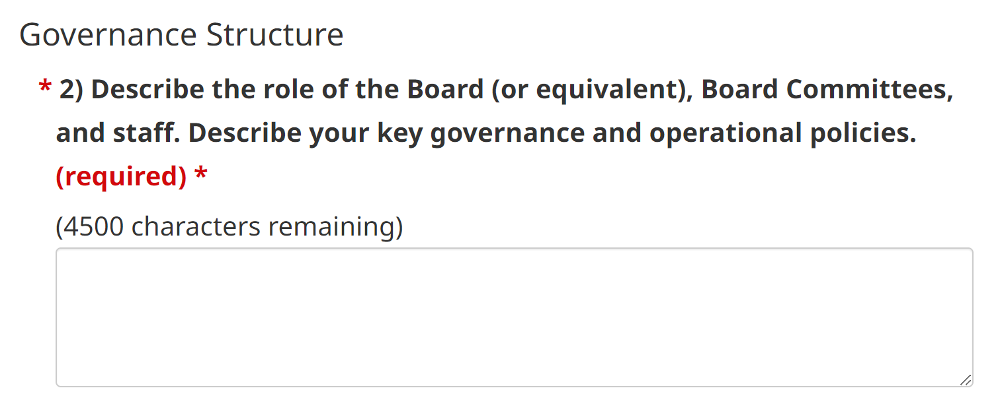 Governance Structure
* 2) Describe the role of the Board (or equivalent), Board Committees,
and staff. Describe your key governance and operational policies.
(required) *
(4500 characters remaining)